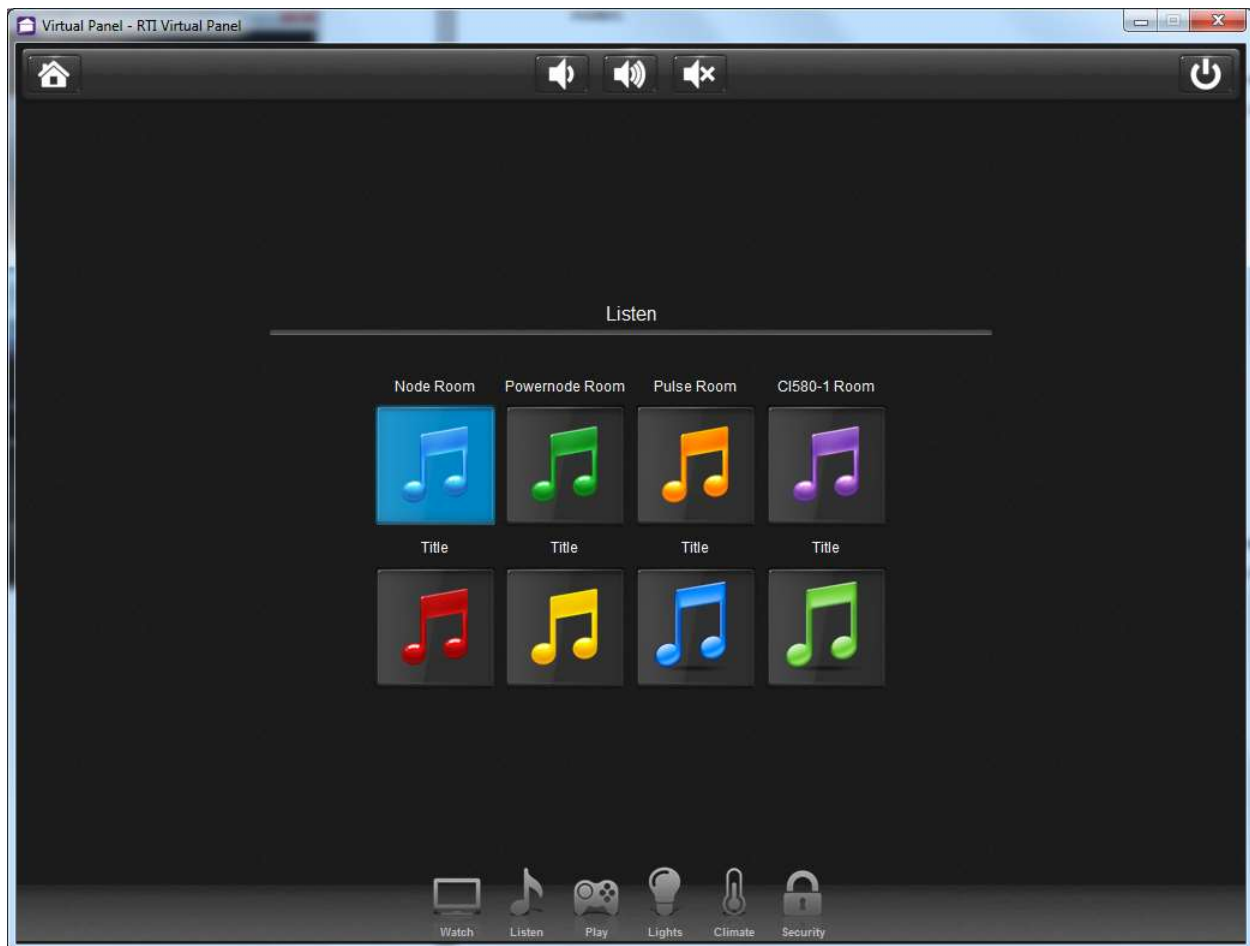 Virtual Panel - RTI Virtual Panel
Listen
Node Room Powernode Room Pulse Room CI580-1 Room
Title Title Title Title
Watch Listen Play Lights Climate Security